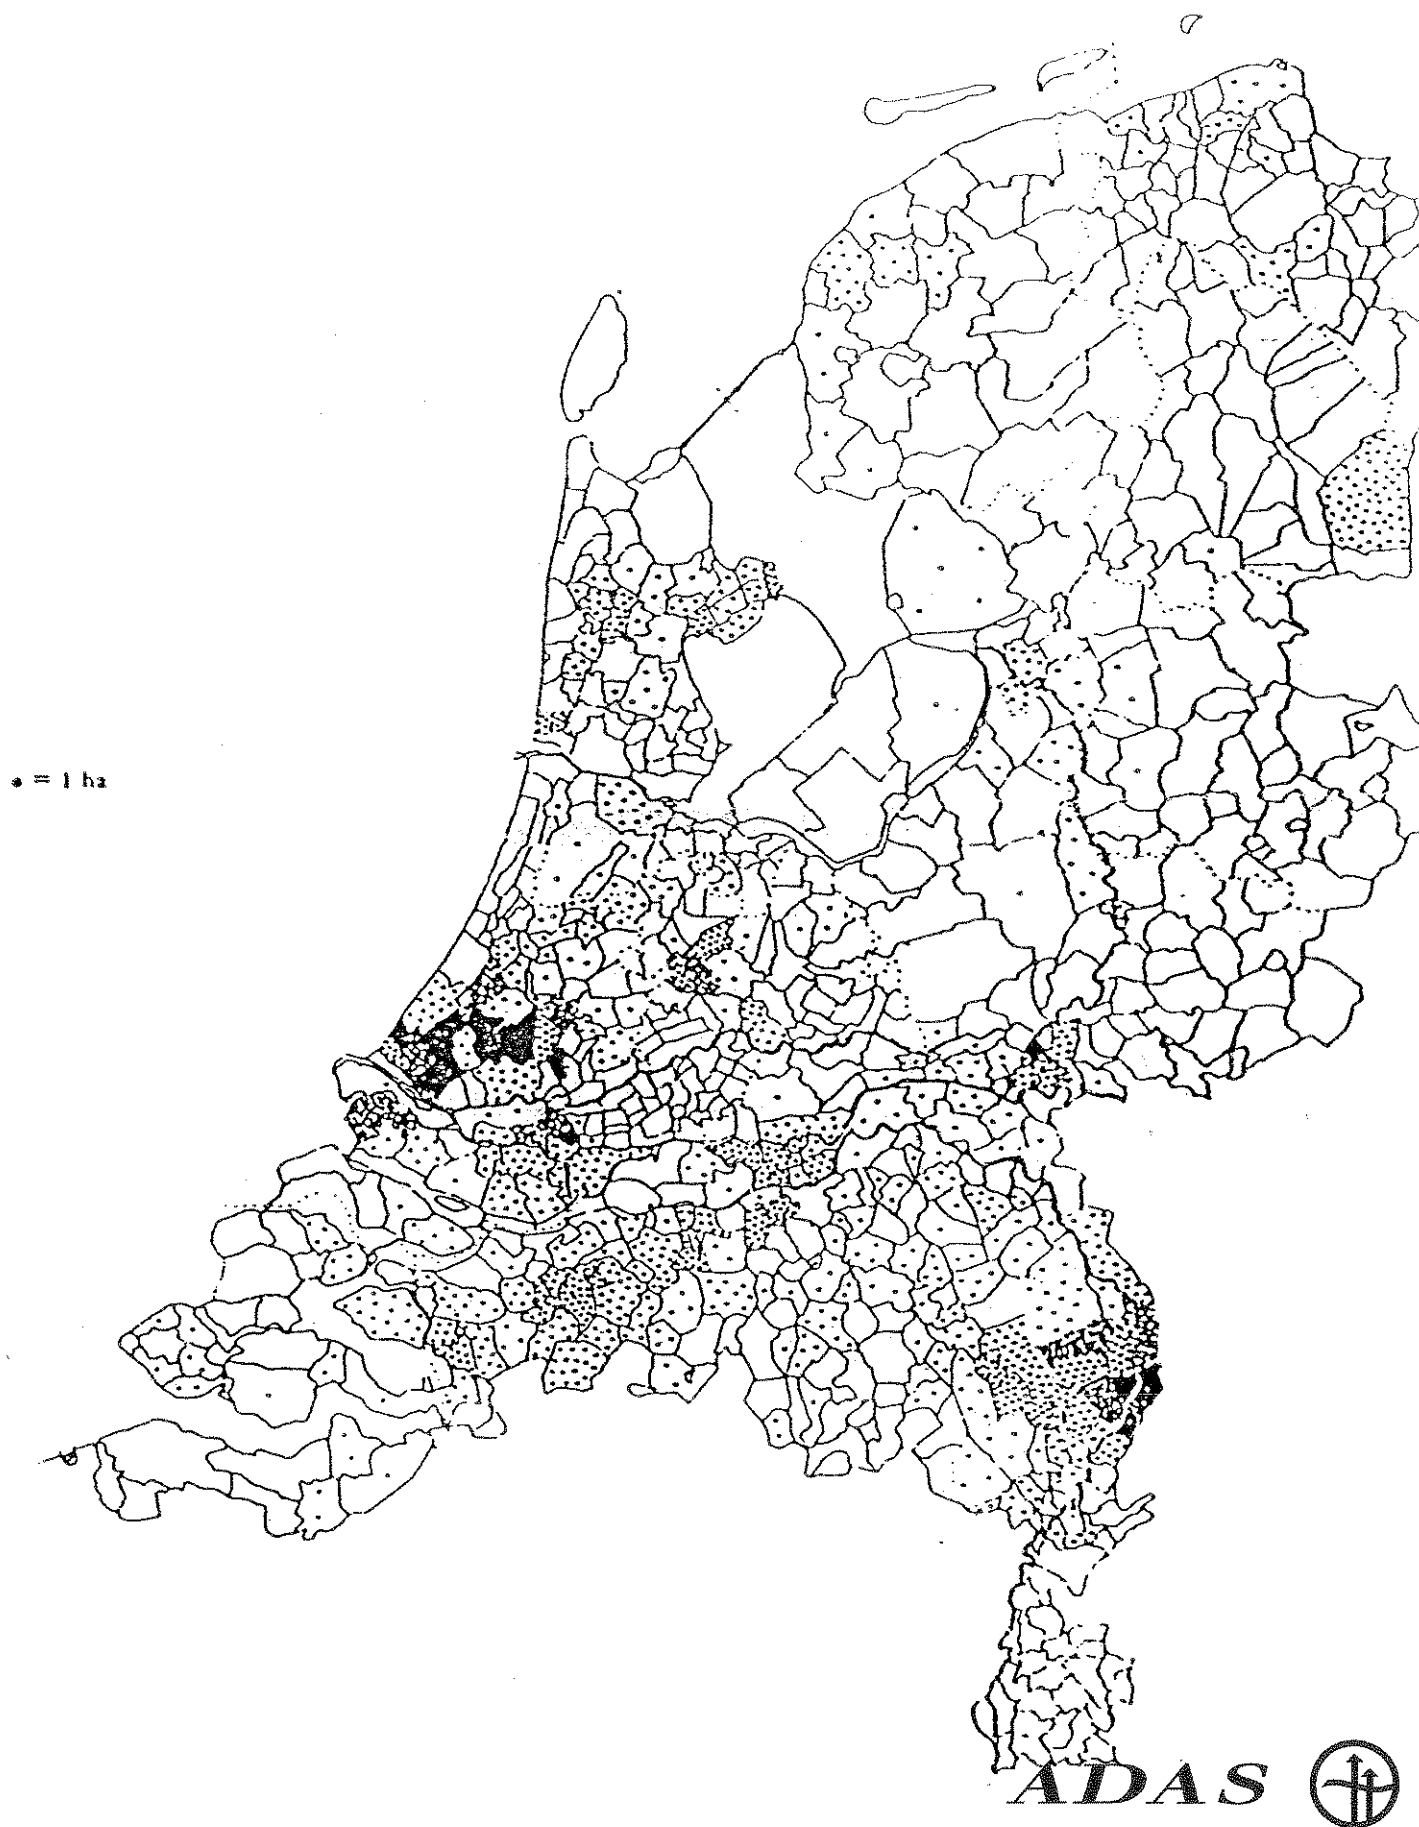 • = 1 ha
ADAS